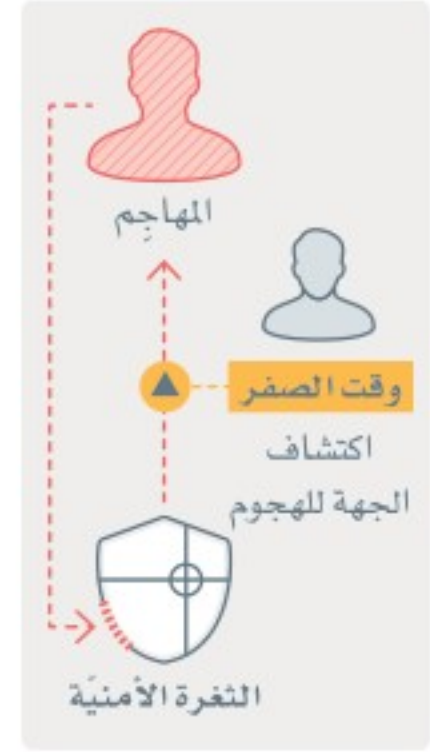 المهاجِم
وقت الصفر
اكتشاف
الجهة للهجوم
الثغرة الأمنيَة